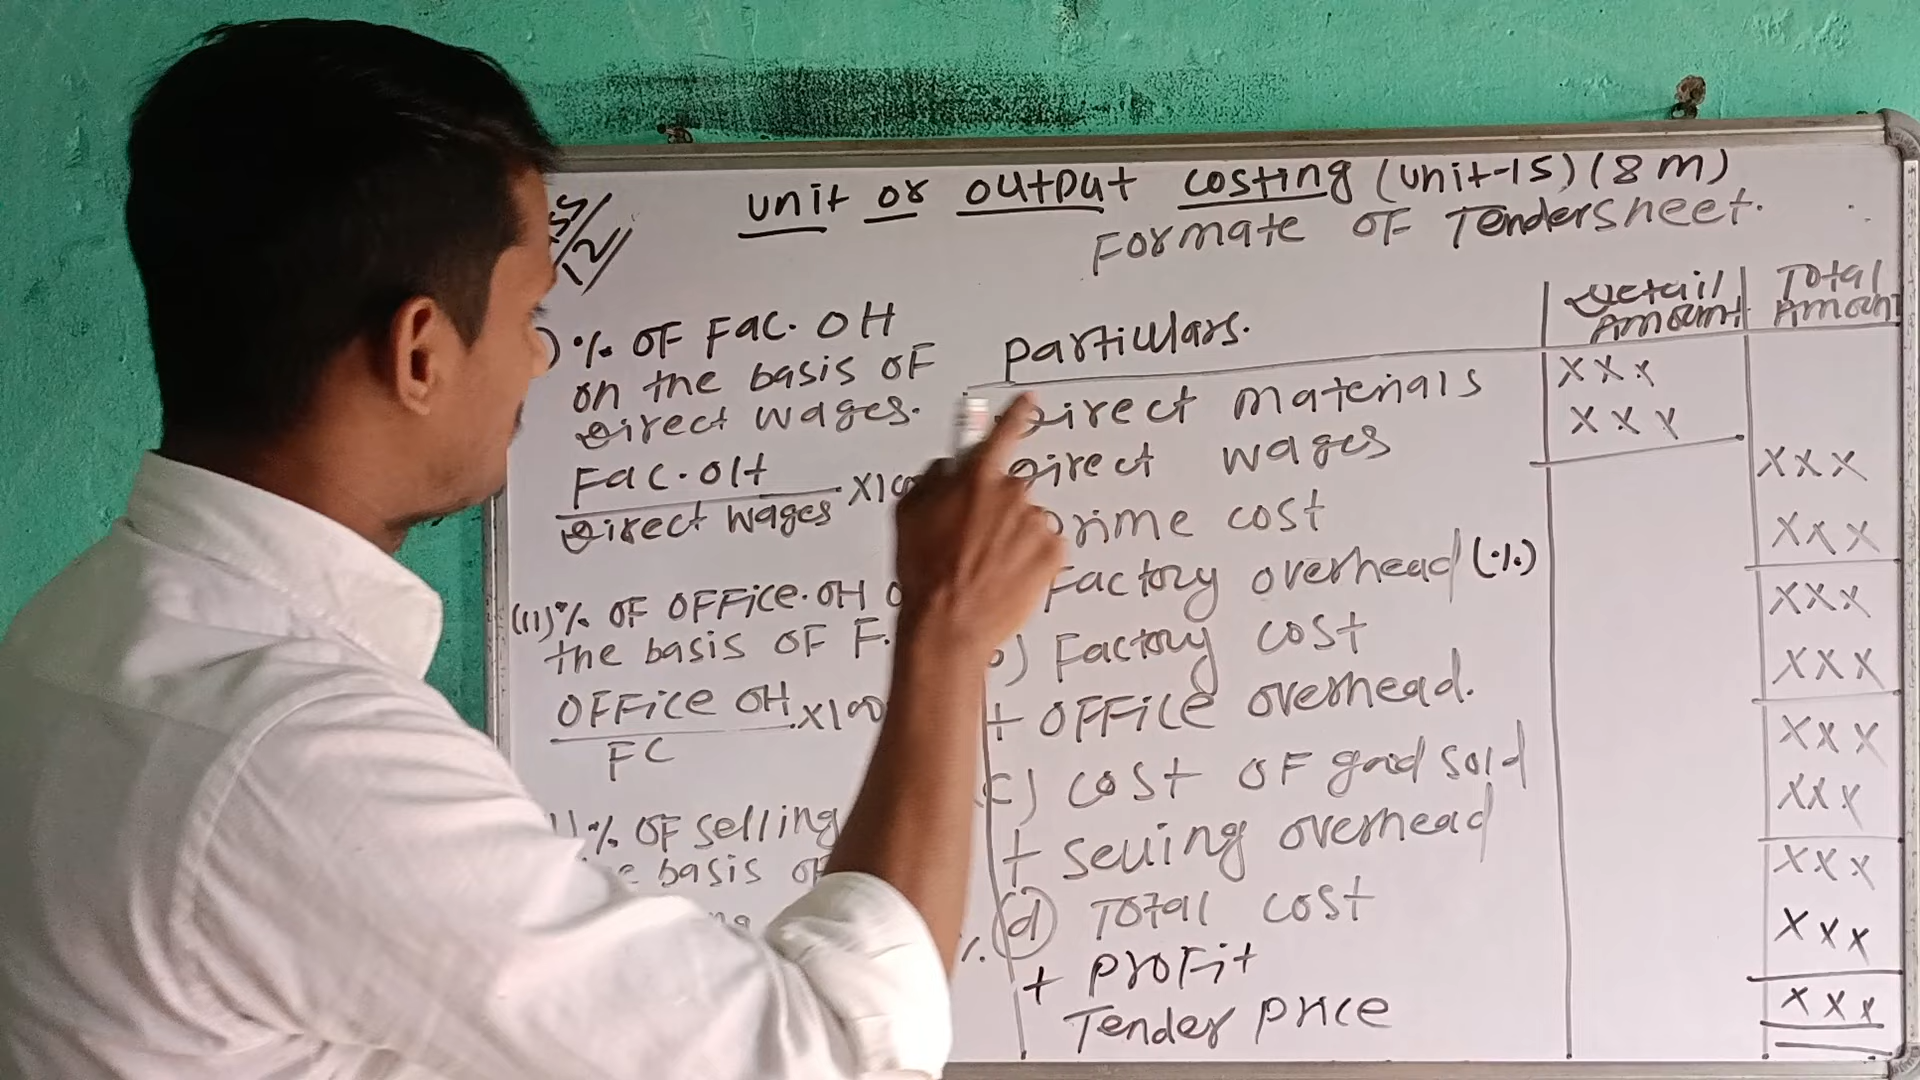 unit or output costing (unit-15) (8 m)
Formate OF Tendersheet.
) % OF Fac. OH
on the basis OF
Direct wages.
Fac. OH
Direct wages
X100
(11) % OF OFFice. OH
the basis OF F.
OFFice OH
X100
FC
% OF selling
basis
particulars.
Detail
Amount
Total
Amount
Direct materials
XXX
Direct wages
XXX
prime cost
XXX
Factory overhead (%)
XXX
) Factory cost
XXX
+ OFFice overhead.
XXX
c) cost OF good sold
XXX
+ selling overhead
XXX
(d) Total cost
XXX
+ proFit
XXX
Tender price
XXX